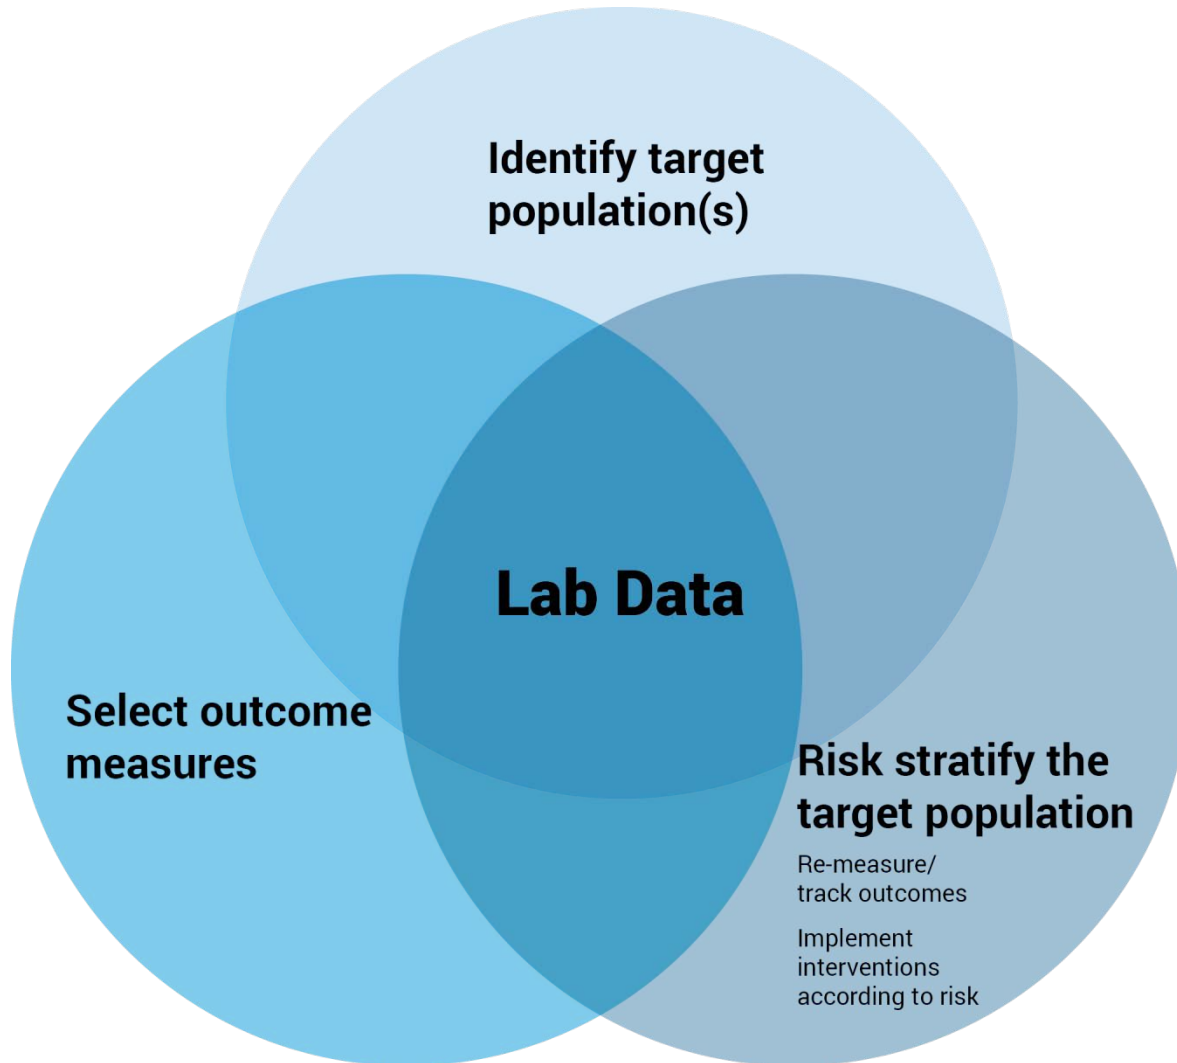 Identify target
population(s)
Lab Data
Select outcome
measures
Risk stratify the
target population
Re-measure/
track outcomes
Implement
interventions
according to risk